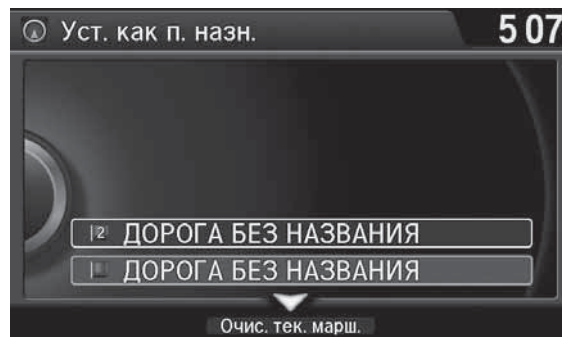 Уст. как п. назн.
5 07
2 ДОРОГА БЕЗ НАЗВАНИЯ
ДОРОГА БЕЗ НАЗВАНИЯ
Очис. тек. марш.